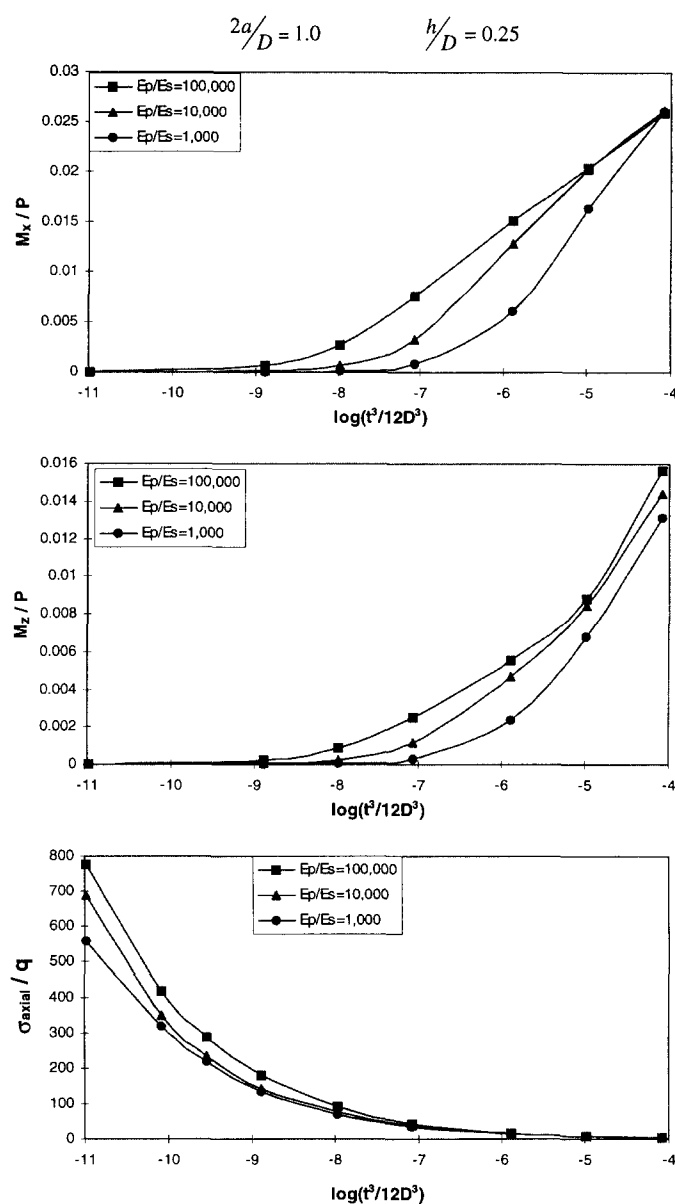 2a/D = 1.0 h/D = 0.25
0.03
0.025
0.02
0.015
0.01
0.005
0
Mx / P
Ep/Es=100,000
Ep/Es=10,000
Ep/Es=1,000
-11 -10 -9 -8 -7 -6 -5 -4
log(t³/12D³)
0.016
0.014
0.012
0.01
0.008
0.006
0.004
0.002
0
Mz / P
Ep/Es=100,000
Ep/Es=10,000
Ep/Es=1,000
-11 -10 -9 -8 -7 -6 -5 -4
log(t³/12D³)
800
700
600
500
400
300
200
100
0
σaxial / q
Ep/Es=100,000
Ep/Es=10,000
Ep/Es=1,000
-11 -10 -9 -8 -7 -6 -5 -4
log(t³/12D³)